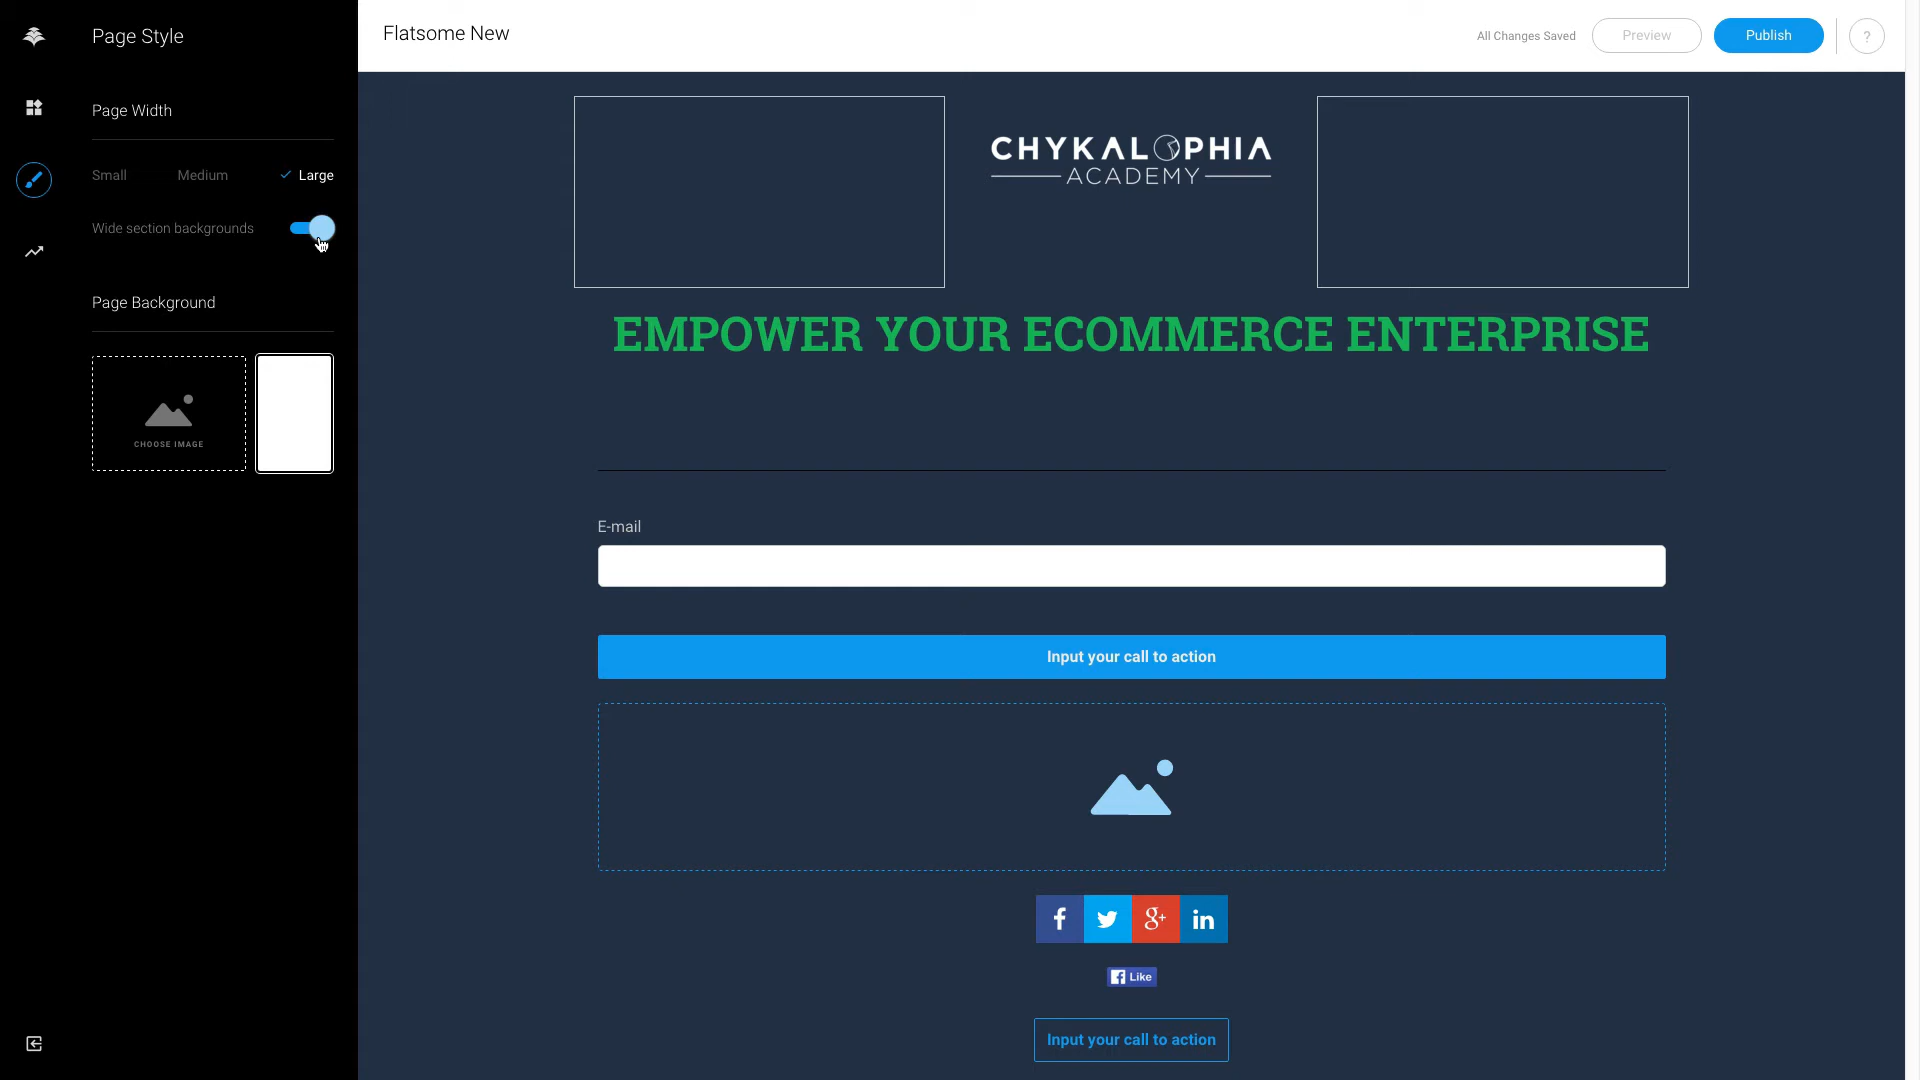 Page Style
Flatsome New
All Changes Saved
Preview
Publish
?
Page Width
Small
Medium
Large
Wide section backgrounds
Page Background
CHOOSE IMAGE
CHYKALOPHIA
ACADEMY
EMPOWER YOUR ECOMMERCE ENTERPRISE
E-mail
Input your call to action
f
g+
in
f Like
Input your call to action